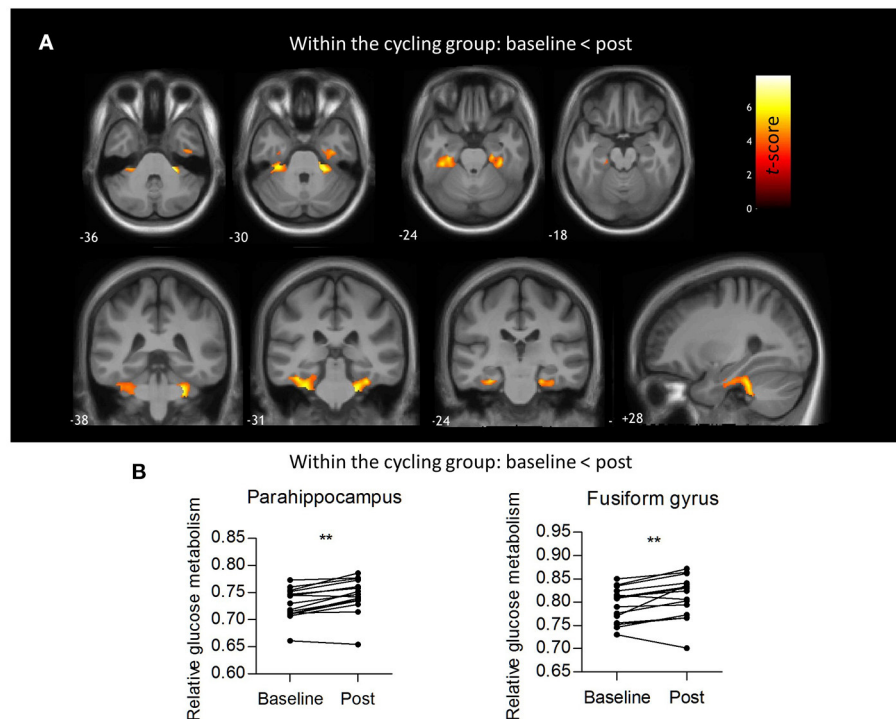 A
Within the cycling group: baseline < post
6
4
2
0
t-score
-36
-30
-24
-18
-38
-31
-24
-
+28
B
Within the cycling group: baseline < post
Parahippocampus
Relative glucose metabolism
0.85
0.80
0.75
0.70
0.65
0.60
**
Baseline
Post
Fusiform gyrus
Relative glucose metabolism
0.95
0.90
0.85
0.80
0.75
0.70
0.65
**
Baseline
Post